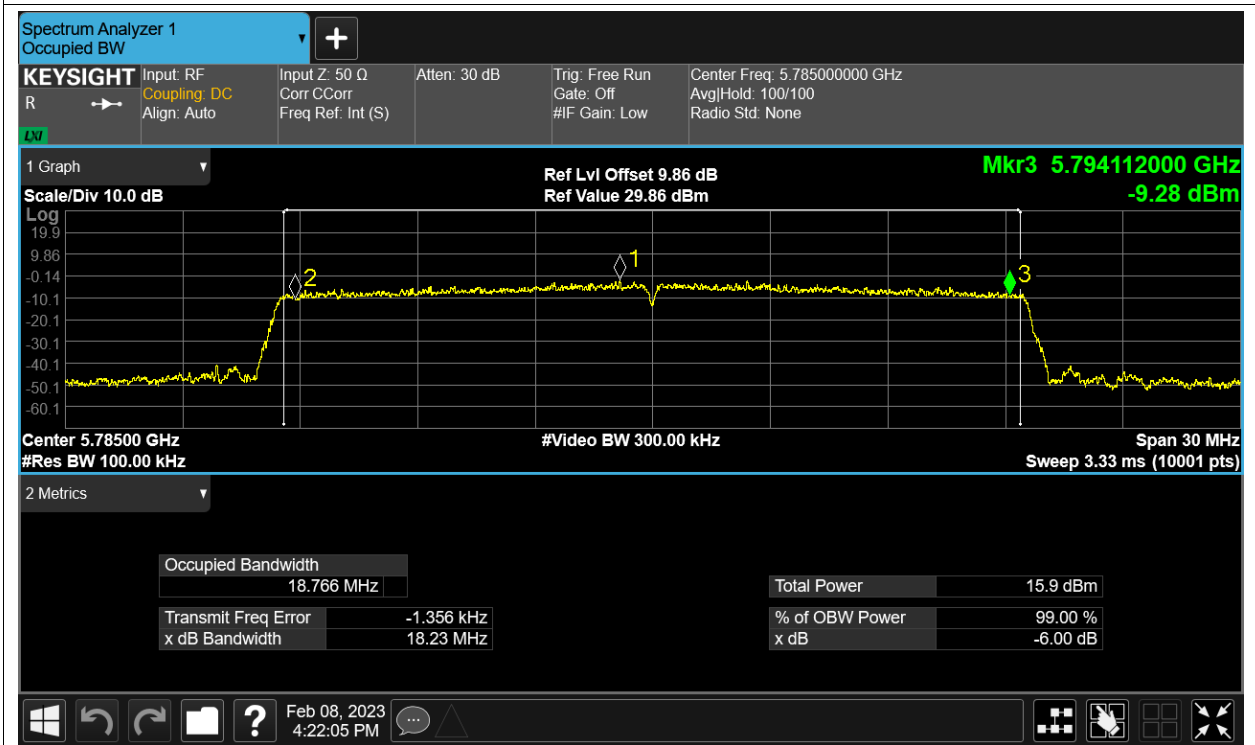 Spectrum Analyzer 1
Occupied BW
KEYSIGHT
R
LXI
Input: RF
Coupling: DC
Align: Auto
Input Z: 50 Ω
Corr CCorr
Freq Ref: Int (S)
Atten: 30 dB
Trig: Free Run
Gate: Off
#IF Gain: Low
Center Freq: 5.785000000 GHz
Avg|Hold: 100/100
Radio Std: None
1 Graph
Scale/Div 10.0 dB
Ref Lvl Offset 9.86 dB
Ref Value 29.86 dBm
Mkr3 5.794112000 GHz
-9.28 dBm
Log
19.9
9.86
-0.14
-10.1
-20.1
-30.1
-40.1
-50.1
-60.1
2
1
3
Center 5.78500 GHz
#Res BW 100.00 kHz
#Video BW 300.00 kHz
Span 30 MHz
Sweep 3.33 ms (10001 pts)
2 Metrics
Occupied Bandwidth
18.766 MHz
Transmit Freq Error -1.356 kHz
x dB Bandwidth 18.23 MHz
Total Power 15.9 dBm
% of OBW Power 99.00 %
x dB -6.00 dB
?
Feb 08, 2023
4:22:05 PM